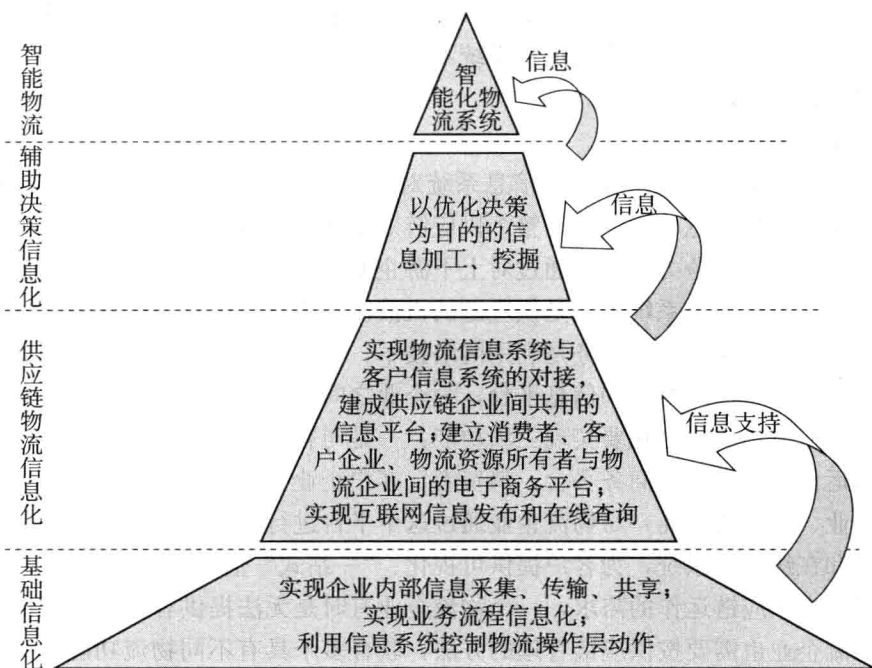 智能物流
智
能化物
流系统
信息
辅助决策信息化
以优化决策
为目的的信
息加工、挖掘
信息
供应链物流信息化
实现物流信息系统与
客户信息系统的对接,
建成供应链企业间共用的
信息平台;建立消费者、客
户企业、物流资源所有者与物
流企业间的电子商务平台;
实现互联网信息发布和在线查询
信息支持
基础信息化
实现企业内部信息采集、传输、共享;
实现业务流程信息化;
利用信息系统控制物流操作层动作